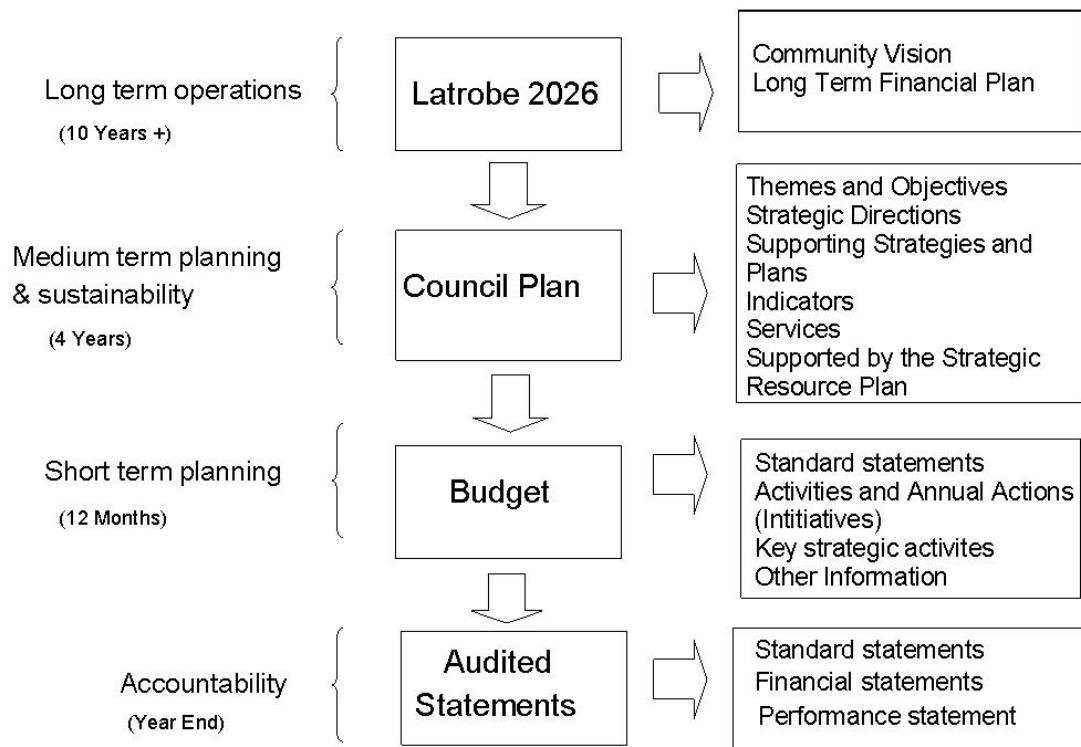 Long term operations
(10 Years +)
Latrobe 2026
Community Vision
Long Term Financial Plan
Medium term planning
& sustainability
(4 Years)
Council Plan
Themes and Objectives
Strategic Directions
Supporting Strategies and
Plans
Indicators
Services
Supported by the Strategic
Resource Plan
Short term planning
(12 Months)
Budget
Standard statements
Activities and Annual Actions
(Intitiatives)
Key strategic activites
Other Information
Accountability
(Year End)
Audited
Statements
Standard statements
Financial statements
Performance statement